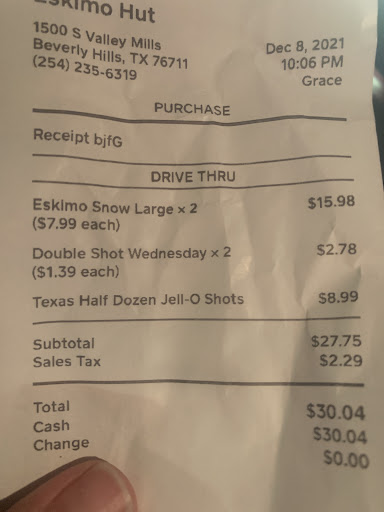 Eskimo Hut
1500 S Valley Mills
Beverly Hills, TX 76711
(254) 235-6319
Dec 8, 2021
10:06 PM
Grace
PURCHASE
Receipt bjfG
DRIVE THRU
Eskimo Snow Large × 2 $15.98
($7.99 each)
Double Shot Wednesday × 2 $2.78
($1.39 each)
Texas Half Dozen Jell-O Shots $8.99
Subtotal $27.75
Sales Tax $2.29
Total $30.04
Cash $30.04
Change $0.00